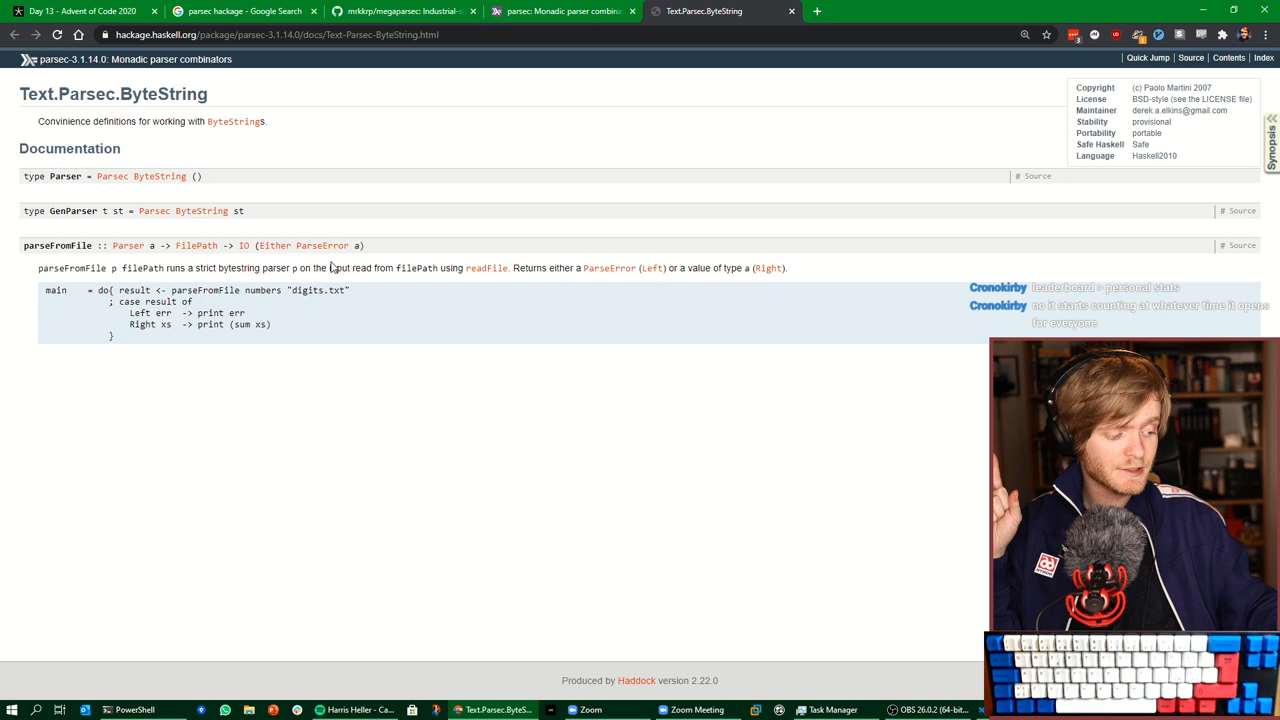 Day 13 - Advent of Code 2020
parsec hackage - Google Search
mrkkrp/megaparsec: Industrial-s
parsec: Monadic parser combina
Text.Parsec.ByteString
hackage.haskell.org/package/parsec-3.1.14.0/docs/Text-Parsec-ByteString.html
parsec-3.1.14.0: Monadic parser combinators
Quick Jump
Source
Contents
Index
Text.Parsec.ByteString
Copyright (c) Paolo Martini 2007
License BSD-style (see the LICENSE file)
Maintainer derek.a.elkins@gmail.com
Stability provisional
Portability portable
Safe Haskell Safe
Language Haskell2010
Synopsis
Convinience definitions for working with ByteStrings.
Documentation
type Parser = Parsec ByteString ()
# Source
type GenParser t st = Parsec ByteString st
# Source
parseFromFile :: Parser a -> FilePath -> IO (Either ParseError a)
# Source
parseFromFile p filePath runs a strict bytestring parser p on the input read from filePath using readFile. Returns either a ParseError (Left) or a value of type a (Right).
main = do{ result <- parseFromFile numbers "digits.txt"
; case result of
Left err -> print err
Right xs -> print (sum xs)
}
Cronokirby leaderboard > personal stats
Cronokirby no it starts counting at whatever time it opens
for everyone
Produced by Haddock version 2.22.0
PowerShell
Harris Heller - Ca...
Text.Parsec.ByteS...
Zoom
Zoom Meeting
Task Manager
OBS 26.0.2 (64-bit...